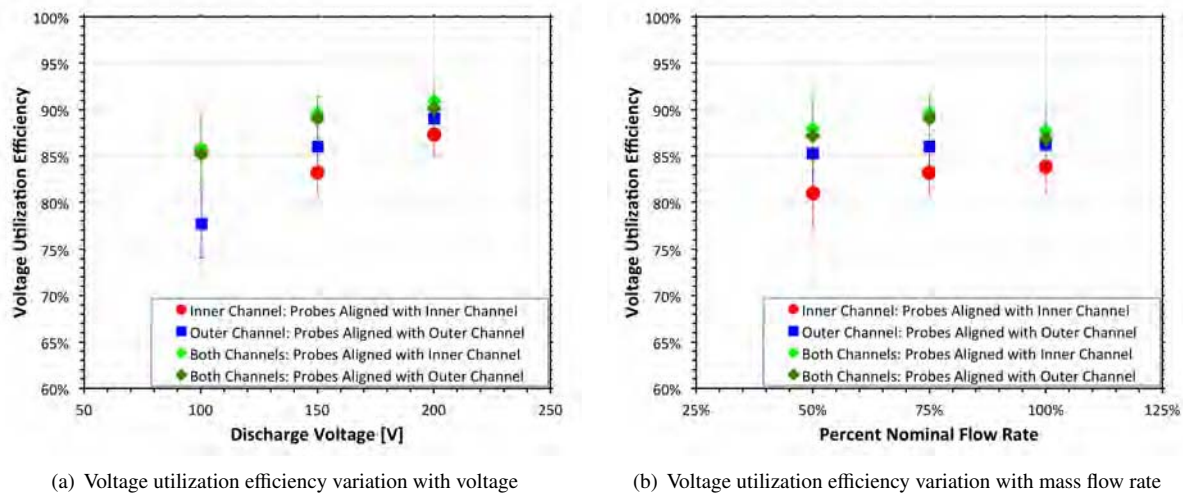 100%
95%
90%
85%
80%
75%
70%
65%
60%
Voltage Utilization Efficiency
Inner Channel: Probes Aligned with Inner Channel
Outer Channel: Probes Aligned with Outer Channel
Both Channels: Probes Aligned with Inner Channel
Both Channels: Probes Aligned with Outer Channel
50 100 150 200 250
Discharge Voltage [V]
(a) Voltage utilization efficiency variation with voltage
100%
95%
90%
85%
80%
75%
70%
65%
60%
Voltage Utilization Efficiency
Inner Channel: Probes Aligned with Inner Channel
Outer Channel: Probes Aligned with Outer Channel
Both Channels: Probes Aligned with Inner Channel
Both Channels: Probes Aligned with Outer Channel
25% 50% 75% 100% 125%
Percent Nominal Flow Rate
(b) Voltage utilization efficiency variation with mass flow rate